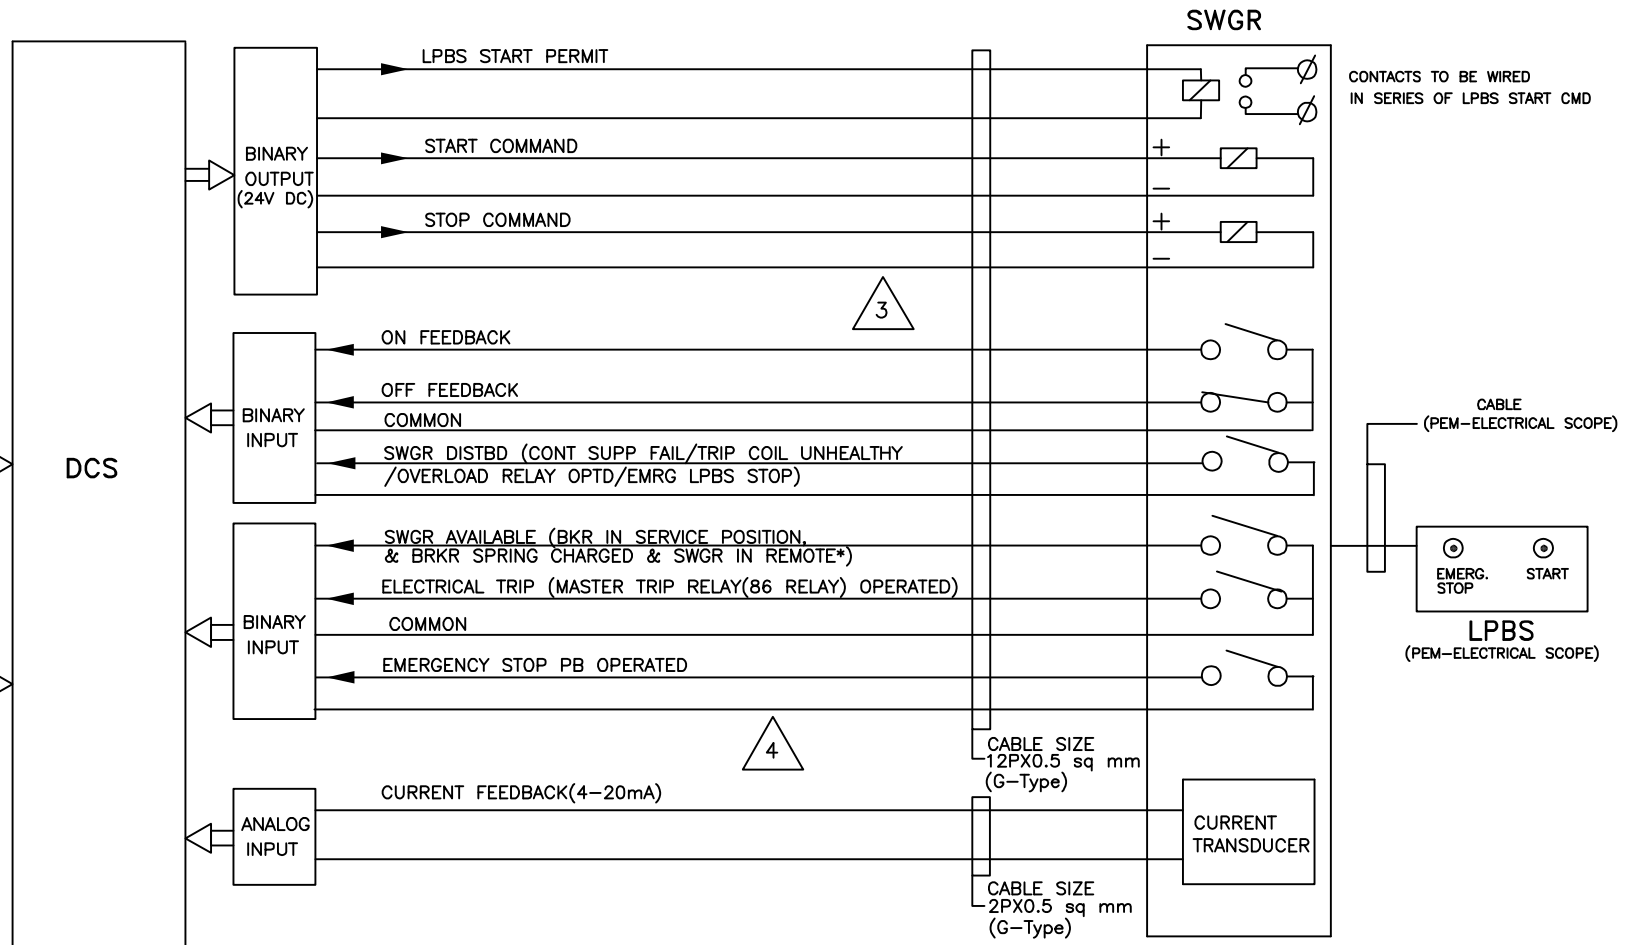 SWGR
LPBS START PERMIT
CONTACTS TO BE WIRED
IN SERIES OF LPBS START CMD
BINARY
OUTPUT
(24V DC)
START COMMAND
+
−
STOP COMMAND
+
−
3
ON FEEDBACK
OFF FEEDBACK
COMMON
BINARY
INPUT
SWGR DISTBD (CONT SUPP FAIL/TRIP COIL UNHEALTHY
/OVERLOAD RELAY OPTD/EMRG LPBS STOP)
DCS
CABLE
(PEM-ELECTRICAL SCOPE)
SWGR AVAILABLE (BKR IN SERVICE POSITION,
& BRKR SPRING CHARGED & SWGR IN REMOTE*)
ELECTRICAL TRIP (MASTER TRIP RELAY(86 RELAY) OPERATED)
BINARY
INPUT
COMMON
EMERGENCY STOP PB OPERATED
EMERG.
STOP
START
LPBS
(PEM-ELECTRICAL SCOPE)
4
CABLE SIZE
12PX0.5 sq mm
(G-Type)
CURRENT FEEDBACK(4-20mA)
ANALOG
INPUT
CURRENT
TRANSDUCER
CABLE SIZE
2PX0.5 sq mm
(G-Type)